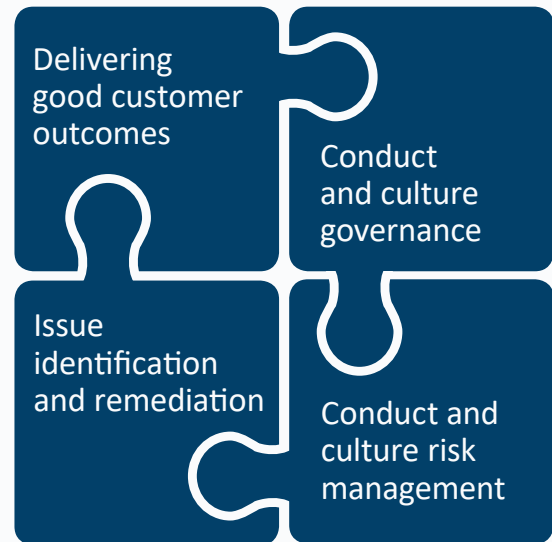 Delivering
good customer
outcomes
Conduct
and culture
governance
Issue
identification
and remediation
Conduct and
culture risk
management